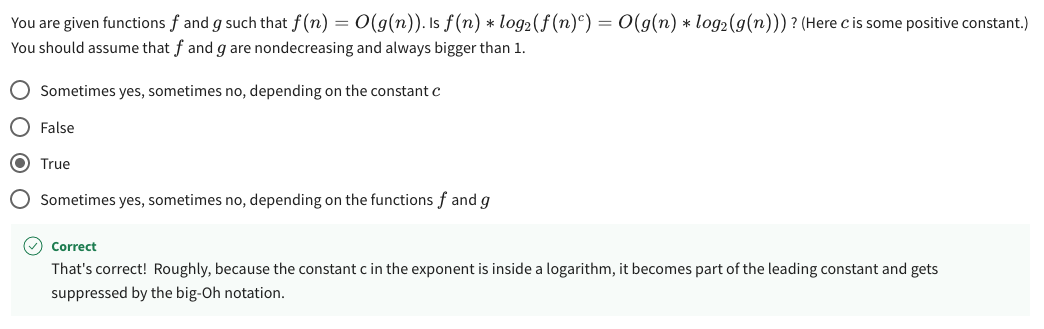 You are given functions f and g such that f(n) = O(g(n)). Is f(n) * log₂(f(n)ᶜ) = O(g(n) * log₂(g(n))) ? (Here c is some positive constant.)
You should assume that f and g are nondecreasing and always bigger than 1.
Sometimes yes, sometimes no, depending on the constant c
False
True
Sometimes yes, sometimes no, depending on the functions f and g
Correct
That's correct! Roughly, because the constant c in the exponent is inside a logarithm, it becomes part of the leading constant and gets
suppressed by the big-Oh notation.